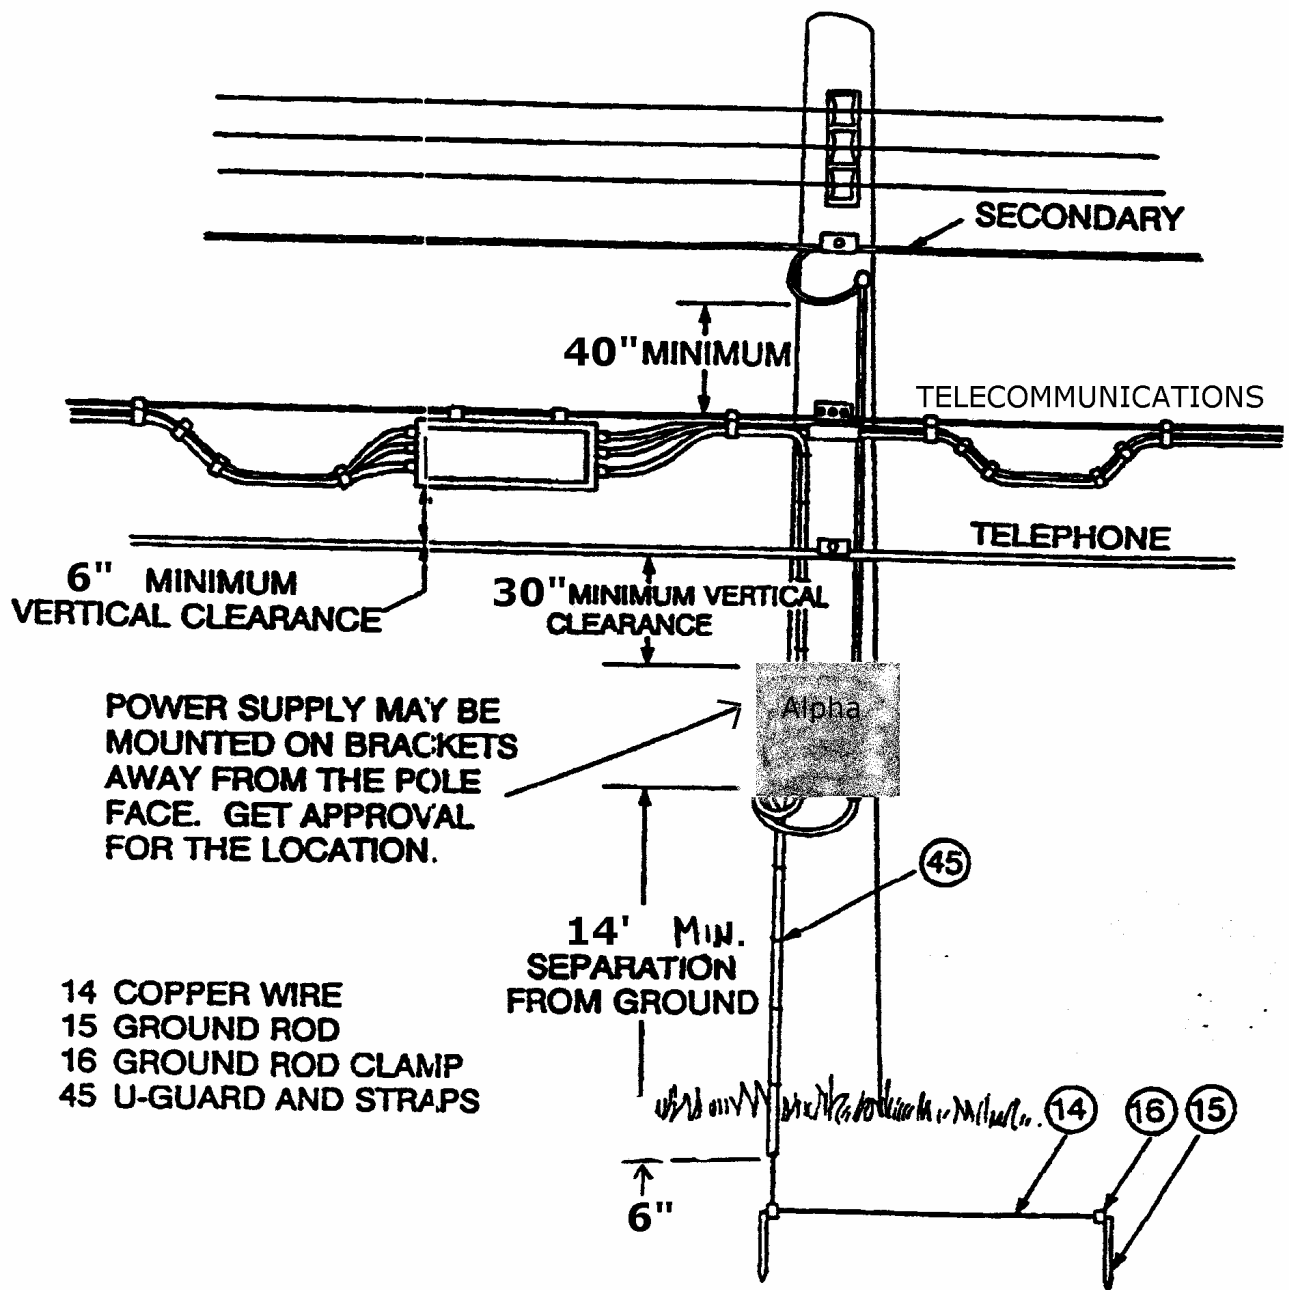 SECONDARY
40" MINIMUM
TELECOMMUNICATIONS
TELEPHONE
6" MINIMUM
VERTICAL CLEARANCE
30" MINIMUM VERTICAL
CLEARANCE
POWER SUPPLY MAY BE
MOUNTED ON BRACKETS
AWAY FROM THE POLE
FACE. GET APPROVAL
FOR THE LOCATION.
Alpha
45
14' MIN.
SEPARATION
FROM GROUND
14 COPPER WIRE
15 GROUND ROD
16 GROUND ROD CLAMP
45 U-GUARD AND STRAPS
14
16
15
6"